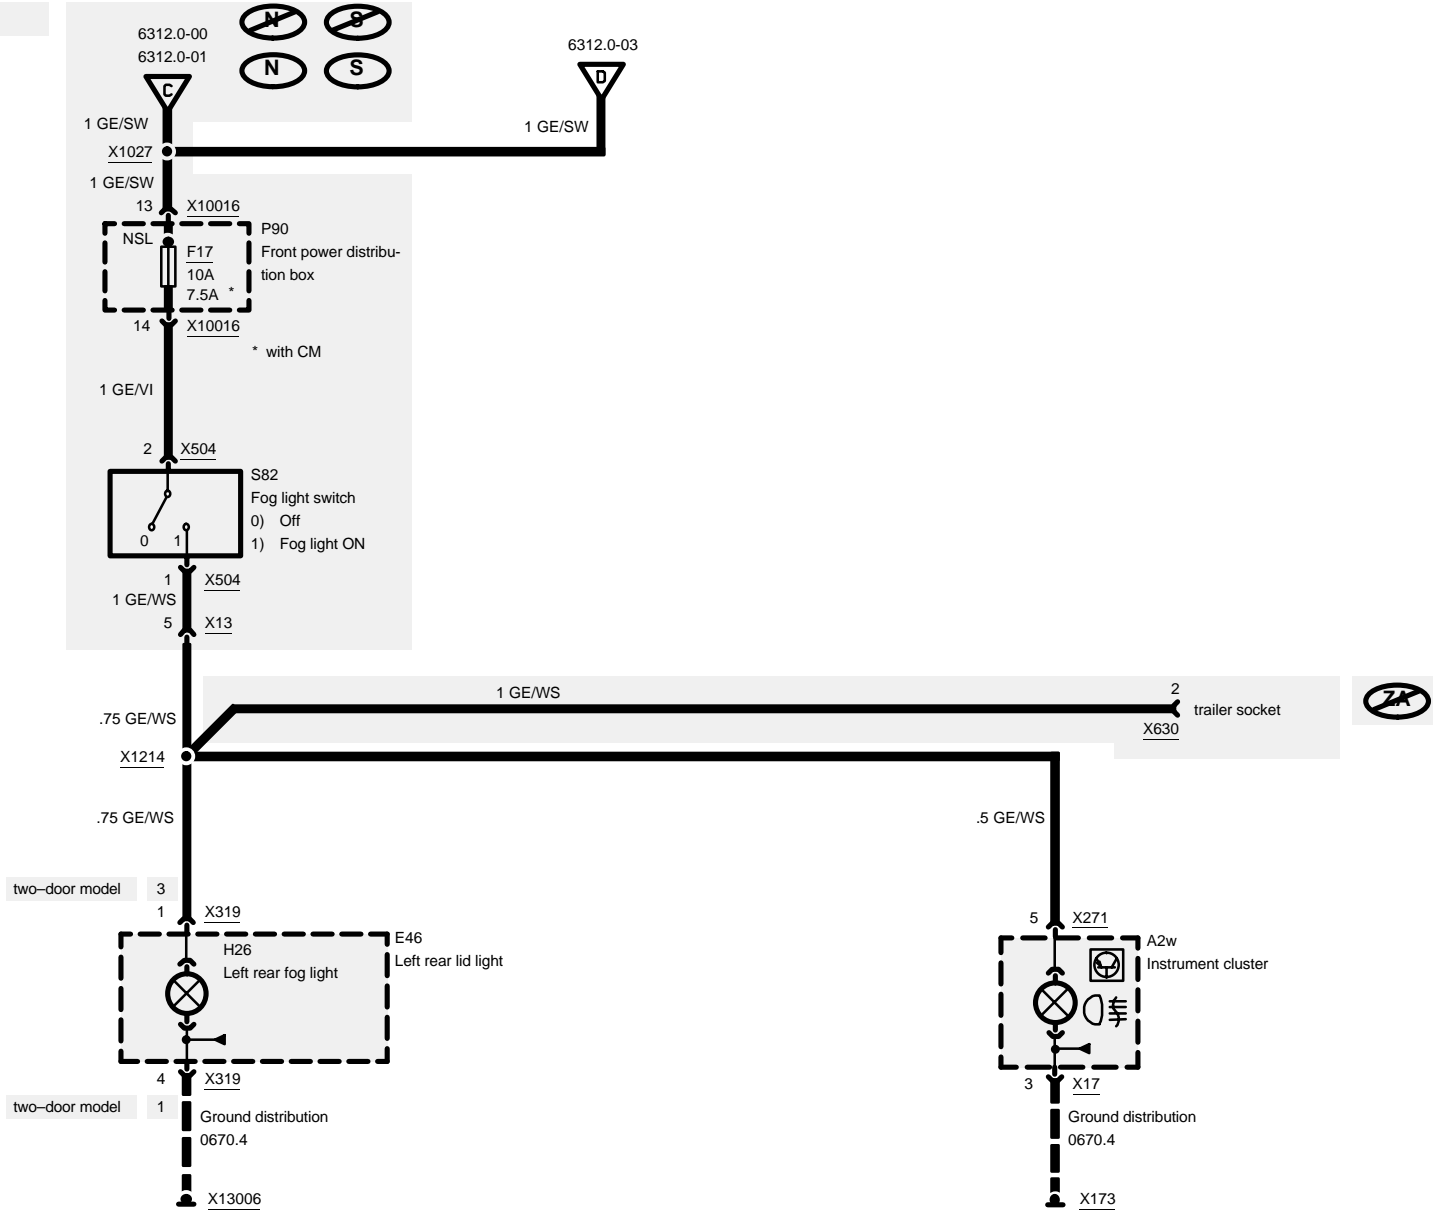 6312.0-00
N
S
6312.0-01
N
S
C
6312.0-03
D
1 GE/SW
1 GE/SW
X1027
1 GE/SW
13
X10016
NSL
F17
10A
7.5A *
P90
Front power distribu-
tion box
14
X10016
* with CM
1 GE/VI
2
X504
S82
Fog light switch
0) Off
1) Fog light ON
0
1
1
X504
1 GE/WS
5
X13
1 GE/WS
2
trailer socket
X630
ZA
.75 GE/WS
X1214
.75 GE/WS
.5 GE/WS
two–door model
3
1
X319
H26
Left rear fog light
E46
Left rear lid light
5
X271
A2w
Instrument cluster
4
X319
two–door model
1
Ground distribution
0670.4
X13006
3
X17
Ground distribution
0670.4
X173